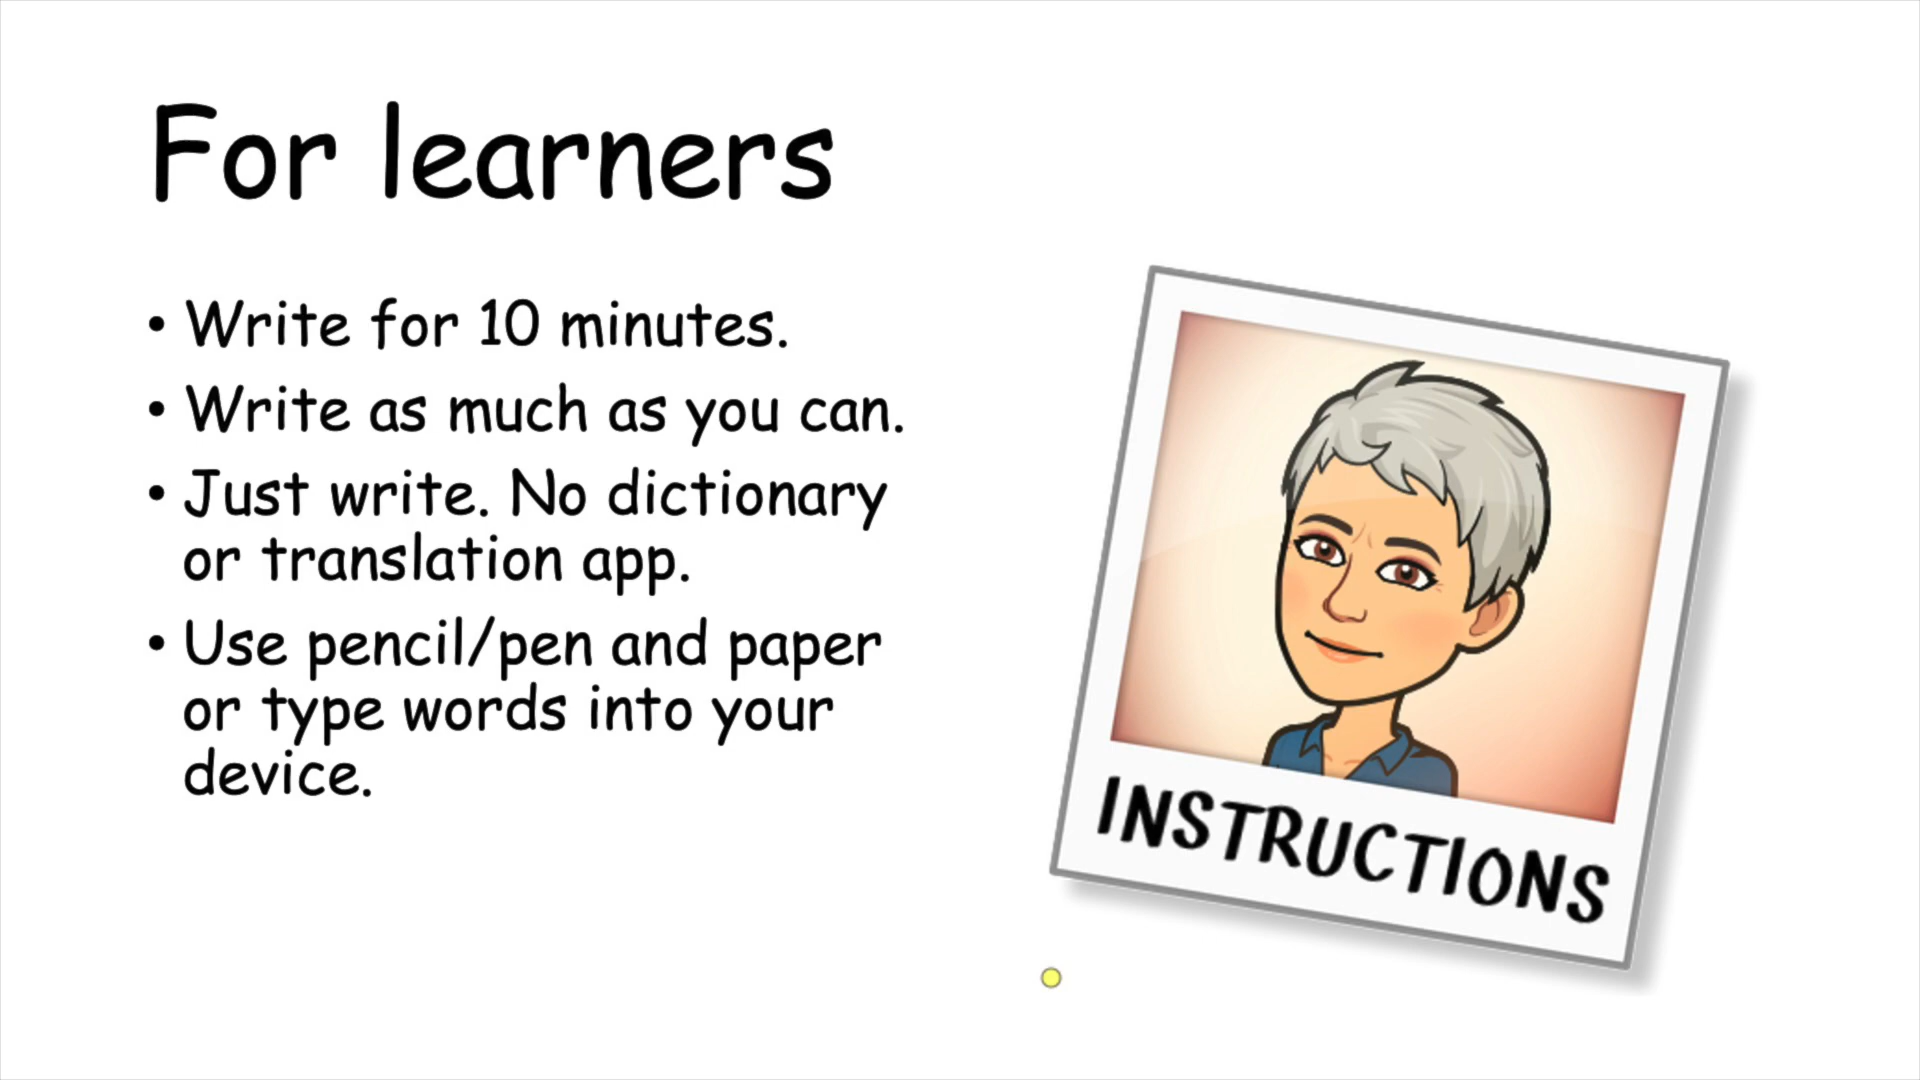 For learners
• Write for 10 minutes.
• Write as much as you can.
• Just write. No dictionary
or translation app.
• Use pencil/pen and paper
or type words into your
device.
INSTRUCTIONS